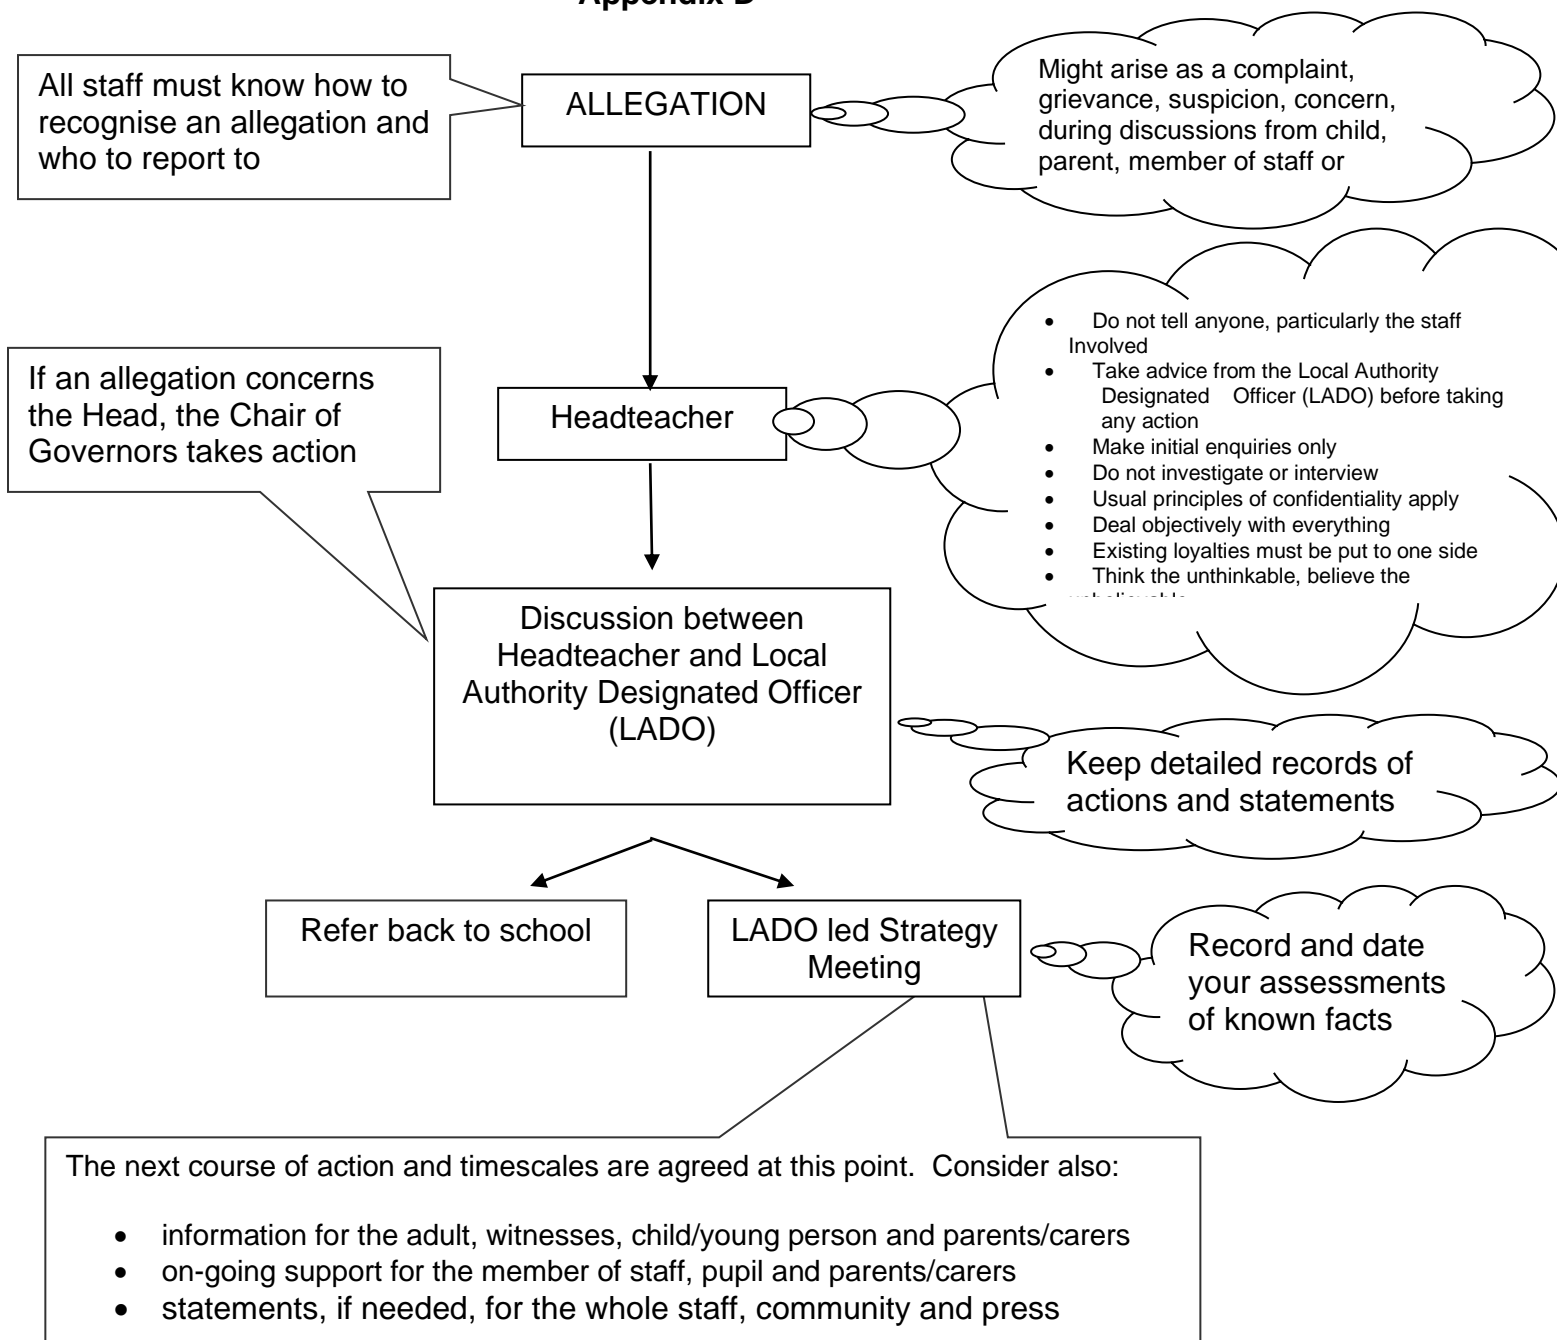 Appendix D
All staff must know how to
recognise an allegation and
who to report to
ALLEGATION
Might arise as a complaint,
grievance, suspicion, concern,
during discussions from child,
parent, member of staff or
If an allegation concerns
the Head, the Chair of
Governors takes action
Headteacher
• Do not tell anyone, particularly the staff
Involved
• Take advice from the Local Authority
Designated Officer (LADO) before taking
any action
• Make initial enquiries only
• Do not investigate or interview
• Usual principles of confidentiality apply
• Deal objectively with everything
• Existing loyalties must be put to one side
• Think the unthinkable, believe the
Discussion between
Headteacher and Local
Authority Designated Officer
(LADO)
Keep detailed records of
actions and statements
Refer back to school
LADO led Strategy
Meeting
Record and date
your assessments
of known facts
The next course of action and timescales are agreed at this point. Consider also:
• information for the adult, witnesses, child/young person and parents/carers
• on-going support for the member of staff, pupil and parents/carers
• statements, if needed, for the whole staff, community and press